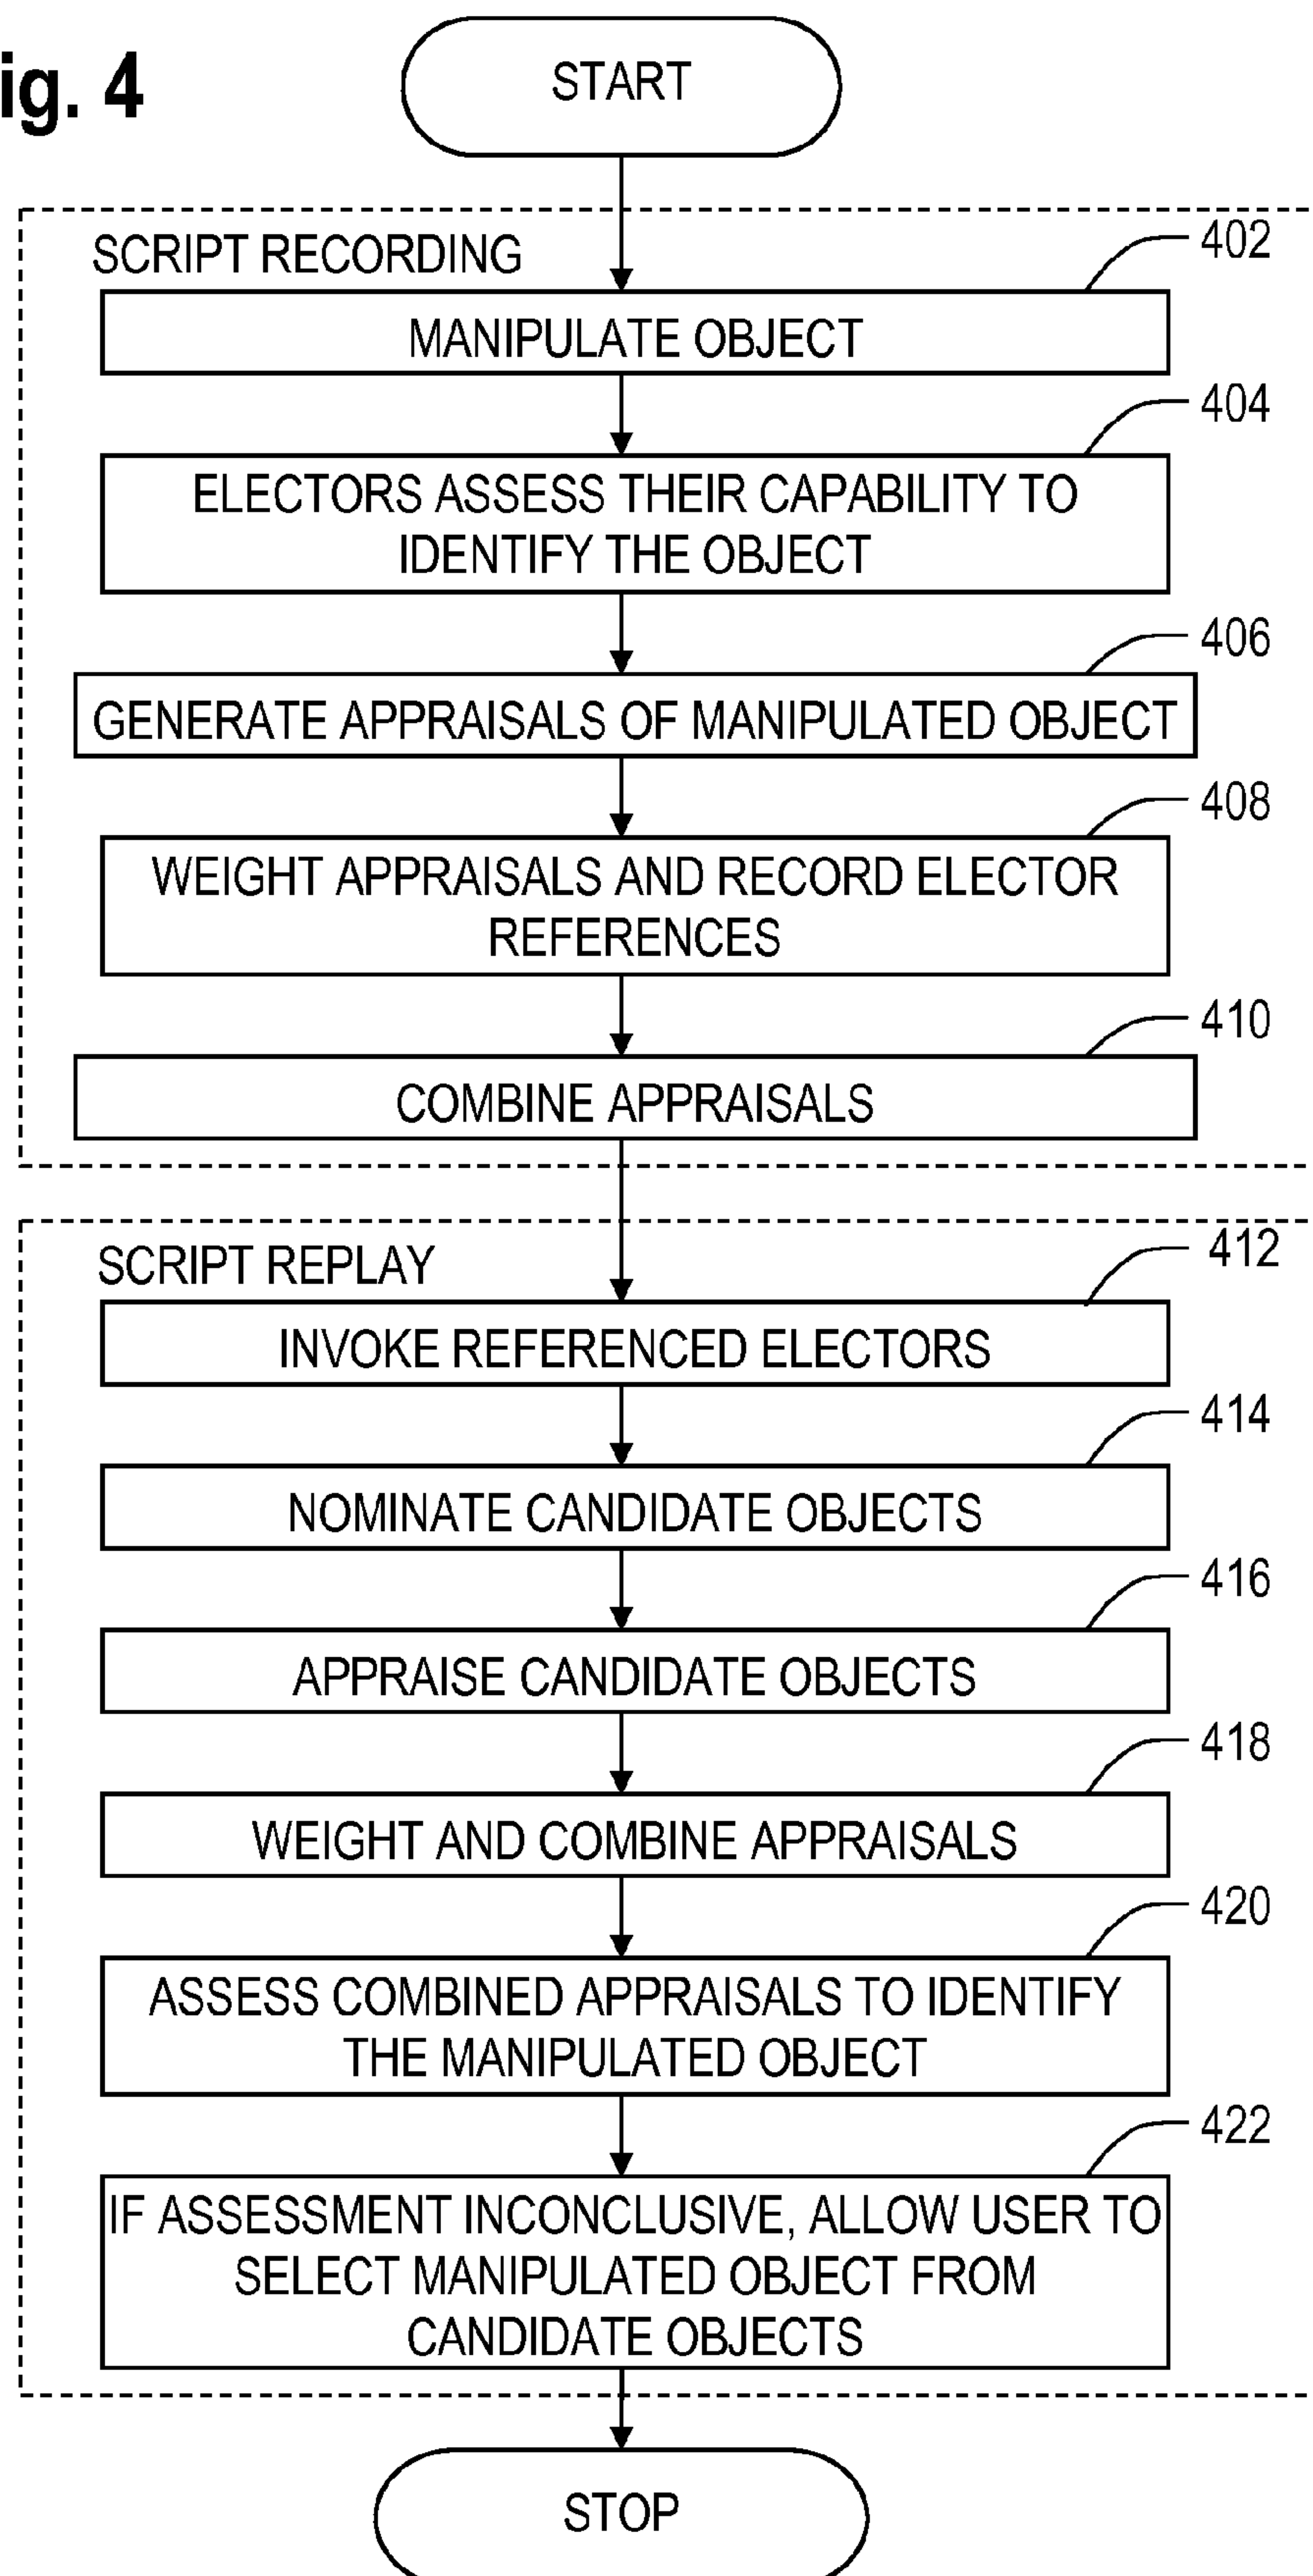 ig. 4
START
SCRIPT RECORDING
402
MANIPULATE OBJECT
404
ELECTORS ASSESS THEIR CAPABILITY TO
IDENTIFY THE OBJECT
406
GENERATE APPRAISALS OF MANIPULATED OBJECT
408
WEIGHT APPRAISALS AND RECORD ELECTOR
REFERENCES
410
COMBINE APPRAISALS
SCRIPT REPLAY
412
INVOKE REFERENCED ELECTORS
414
NOMINATE CANDIDATE OBJECTS
416
APPRAISE CANDIDATE OBJECTS
418
WEIGHT AND COMBINE APPRAISALS
420
ASSESS COMBINED APPRAISALS TO IDENTIFY
THE MANIPULATED OBJECT
422
IF ASSESSMENT INCONCLUSIVE, ALLOW USER TO
SELECT MANIPULATED OBJECT FROM
CANDIDATE OBJECTS
STOP